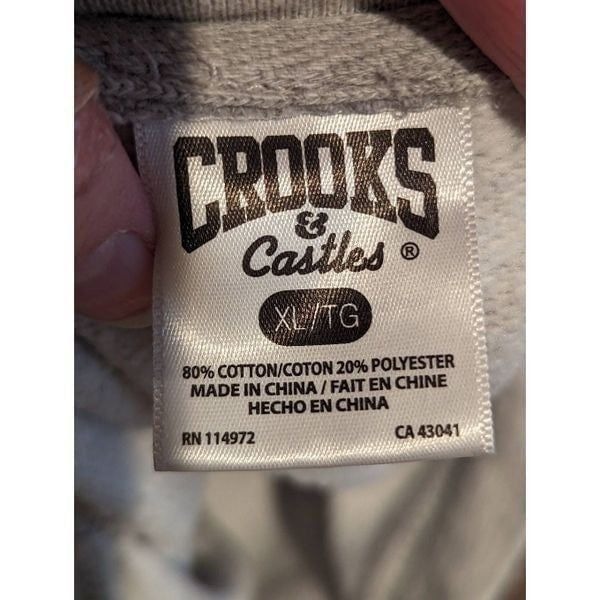 CROOKS
&
Castles ®
XL/TG
80% COTTON/COTON 20% POLYESTER
MADE IN CHINA / FAIT EN CHINE
HECHO EN CHINA
RN 114972 CA 43041